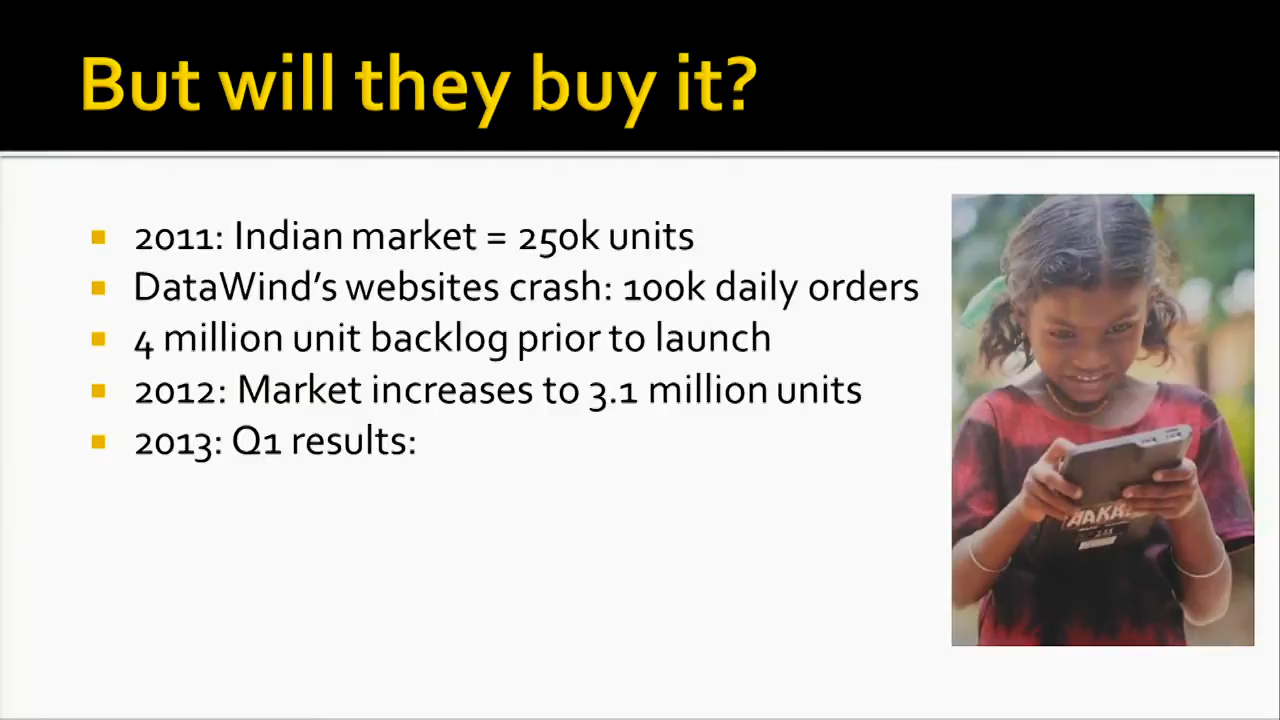 But will they buy it?
2011: Indian market = 250k units
DataWind's websites crash: 100k daily orders
4 million unit backlog prior to launch
2012: Market increases to 3.1 million units
2013: Q1 results: